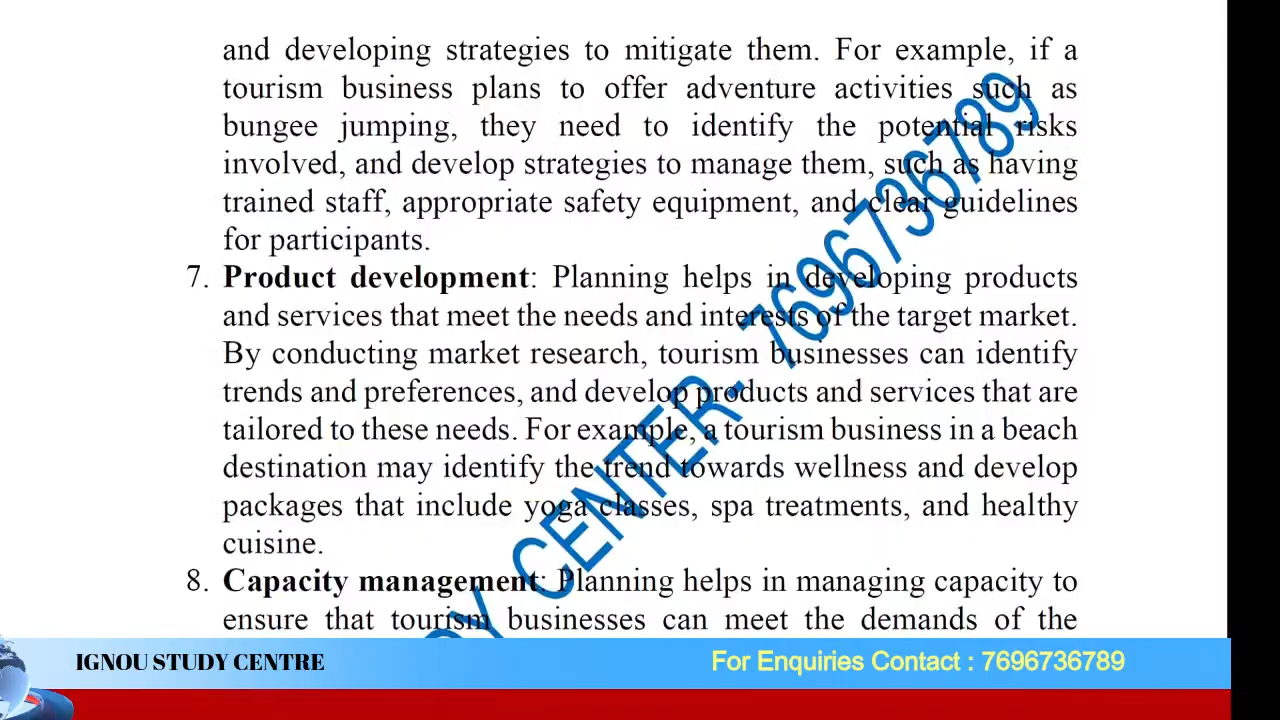 and developing strategies to mitigate them. For example, if a
tourism business plans to offer adventure activities such as
bungee jumping, they need to identify the potential risks
involved, and develop strategies to manage them, such as having
trained staff, appropriate safety equipment, and clear guidelines
for participants.
7. Product development: Planning helps in developing products
and services that meet the needs and interests of the target market.
By conducting market research, tourism businesses can identify
trends and preferences, and develop products and services that are
tailored to these needs. For example, a tourism business in a beach
destination may identify the trend towards wellness and develop
packages that include yoga classes, spa treatments, and healthy
cuisine.
8. Capacity management: Planning helps in managing capacity to
ensure that tourism businesses can meet the demands of the
DY CENTER- 7696736789
IGNOU STUDY CENTRE
For Enquiries Contact : 7696736789